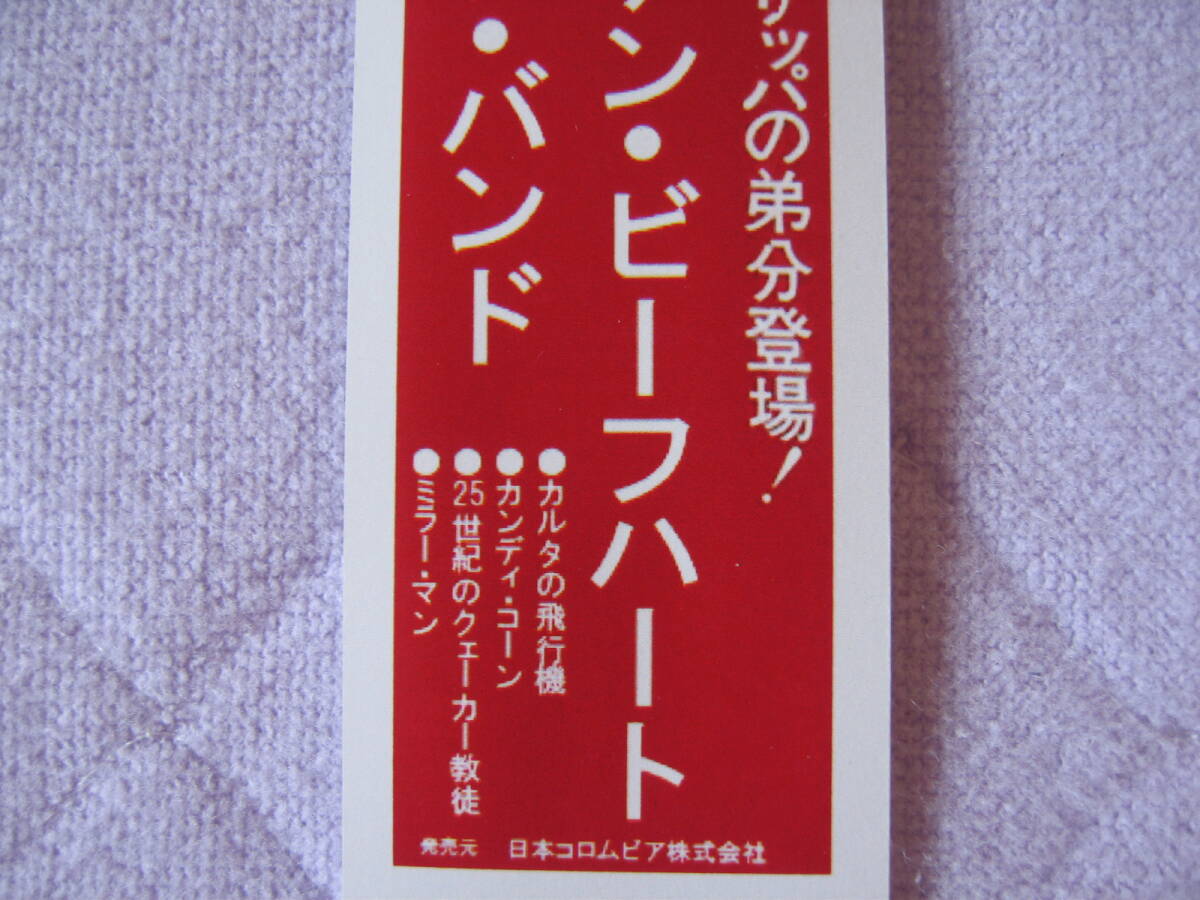 ザッパの弟分登場！
ン・ビーフハート
・バンド
●カルタの飛行機
●カンディ・コーン
●25世紀のクェーカー教徒
●ミラー・マン
発売元 日本コロムビア株式会社